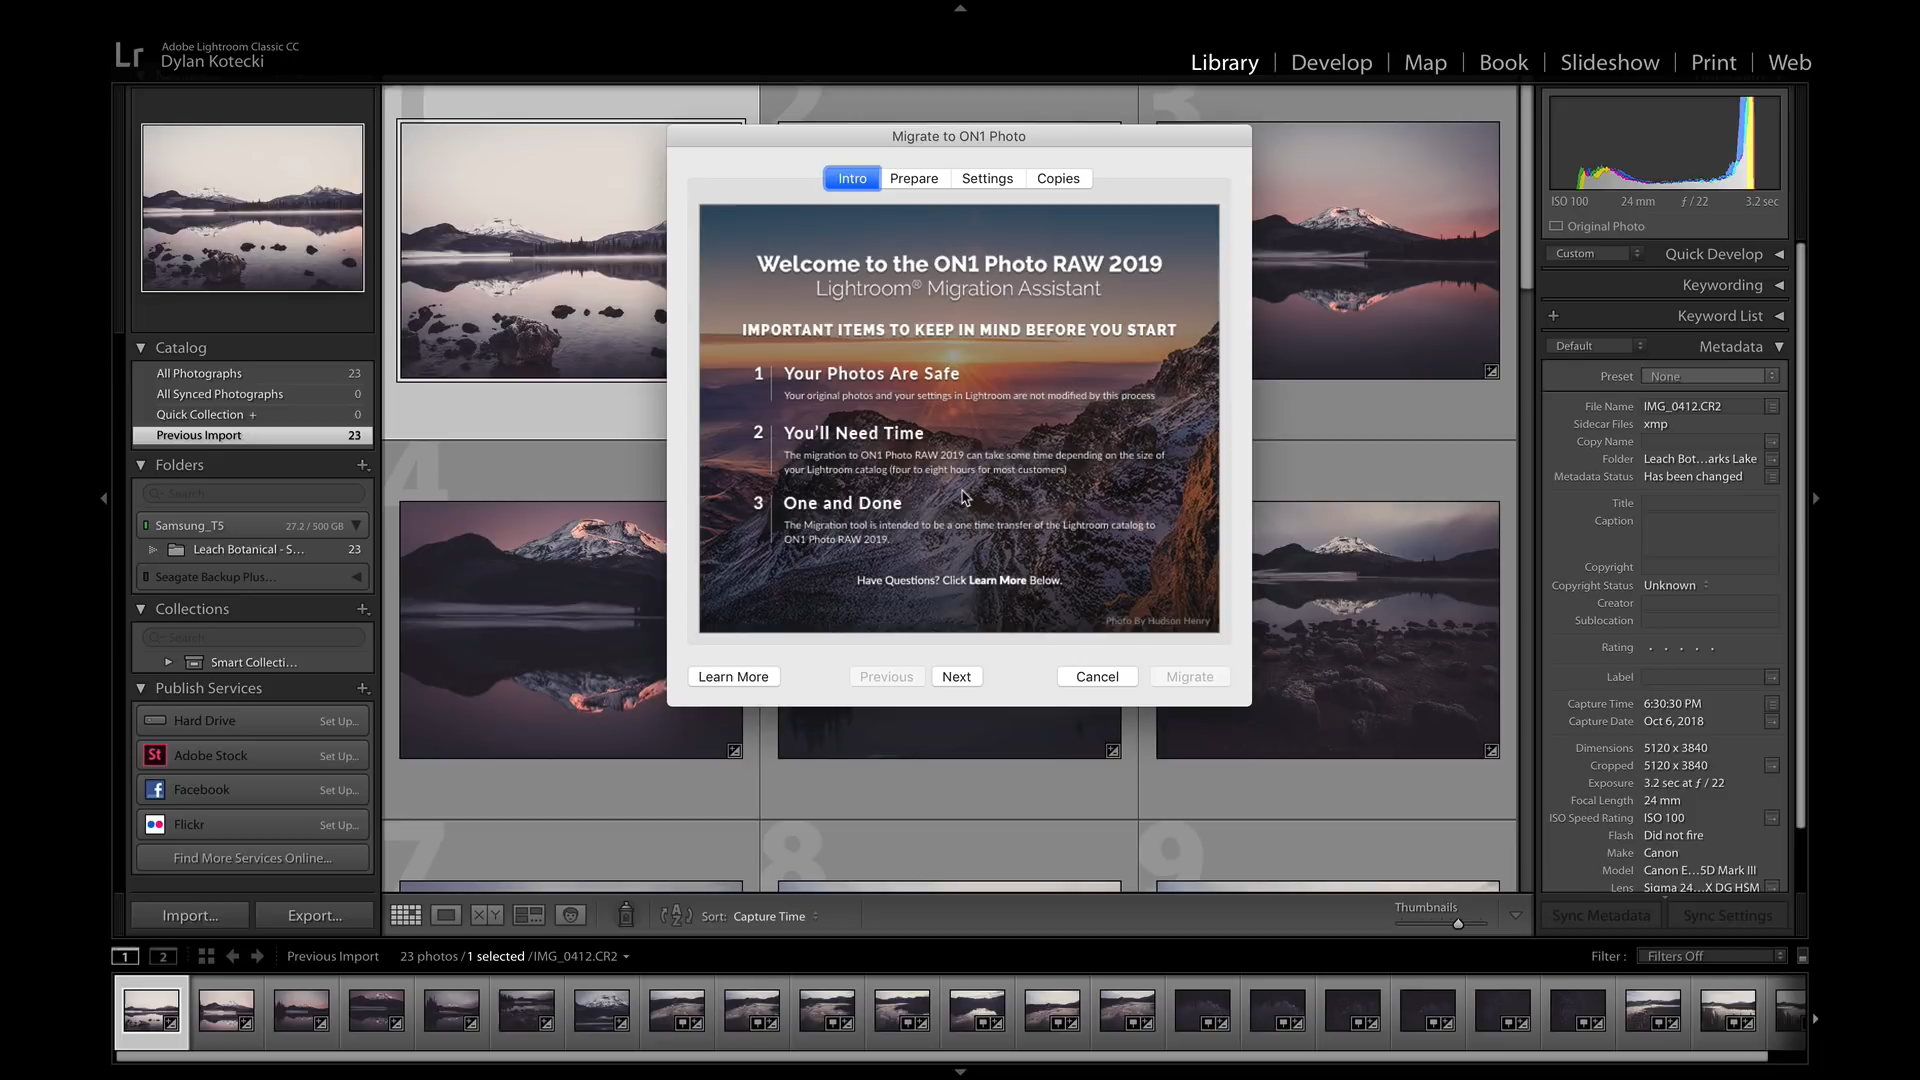 Lr
Adobe Lightroom Classic CC
Dylan Kotecki
Library | Develop | Map | Book | Slideshow | Print | Web
Catalog
All Photographs 23
All Synced Photographs 0
Quick Collection + 0
Previous Import 23
Folders
Search
Samsung_T5 27.2 / 500 GB
Leach Botanical - S... 23
Seagate Backup Plus...
Collections
Search
Smart Collecti...
Publish Services
Hard Drive Set Up...
St Adobe Stock Set Up...
Facebook Set Up...
Flickr Set Up...
Find More Services Online...
Import... Export...
1 2 3
4
7 8 9
Migrate to ON1 Photo
Intro Prepare Settings Copies
Welcome to the ON1 Photo RAW 2019
Lightroom® Migration Assistant
IMPORTANT ITEMS TO KEEP IN MIND BEFORE YOU START
1 Your Photos Are Safe
Your original photos and your settings in Lightroom are not modified by this process
2 You'll Need Time
The migration to ON1 Photo RAW 2019 can take some time depending on the size of
your Lightroom catalog (four to eight hours for most customers)
3 One and Done
The Migration tool is intended to be a one time transfer of the Lightroom catalog to
ON1 Photo RAW 2019.
Have Questions? Click Learn More Below.
Photo By Hudson Henry
Learn More Previous Next Cancel Migrate
ISO 100 24 mm ƒ / 22 3.2 sec
Original Photo
Custom Quick Develop
Keywording
+ Keyword List
Default Metadata
Preset None
File Name IMG_0412.CR2
Sidecar Files xmp
Copy Name
Folder Leach Bot...arks Lake
Metadata Status Has been changed
Title
Caption
Copyright
Copyright Status Unknown
Creator
Sublocation
Rating . . . . .
Label
Capture Time 6:30:30 PM
Capture Date Oct 6, 2018
Dimensions 5120 x 3840
Cropped 5120 x 3840
Exposure 3.2 sec at ƒ / 22
Focal Length 24 mm
ISO Speed Rating ISO 100
Flash Did not fire
Make Canon
Model Canon E...5D Mark III
Lens Sigma 24...X DG HSM
Sync Metadata Sync Settings
X Y Sort: Capture Time Thumbnails
1 2 Previous Import 23 photos / 1 selected / IMG_0412.CR2 Filter : Filters Off